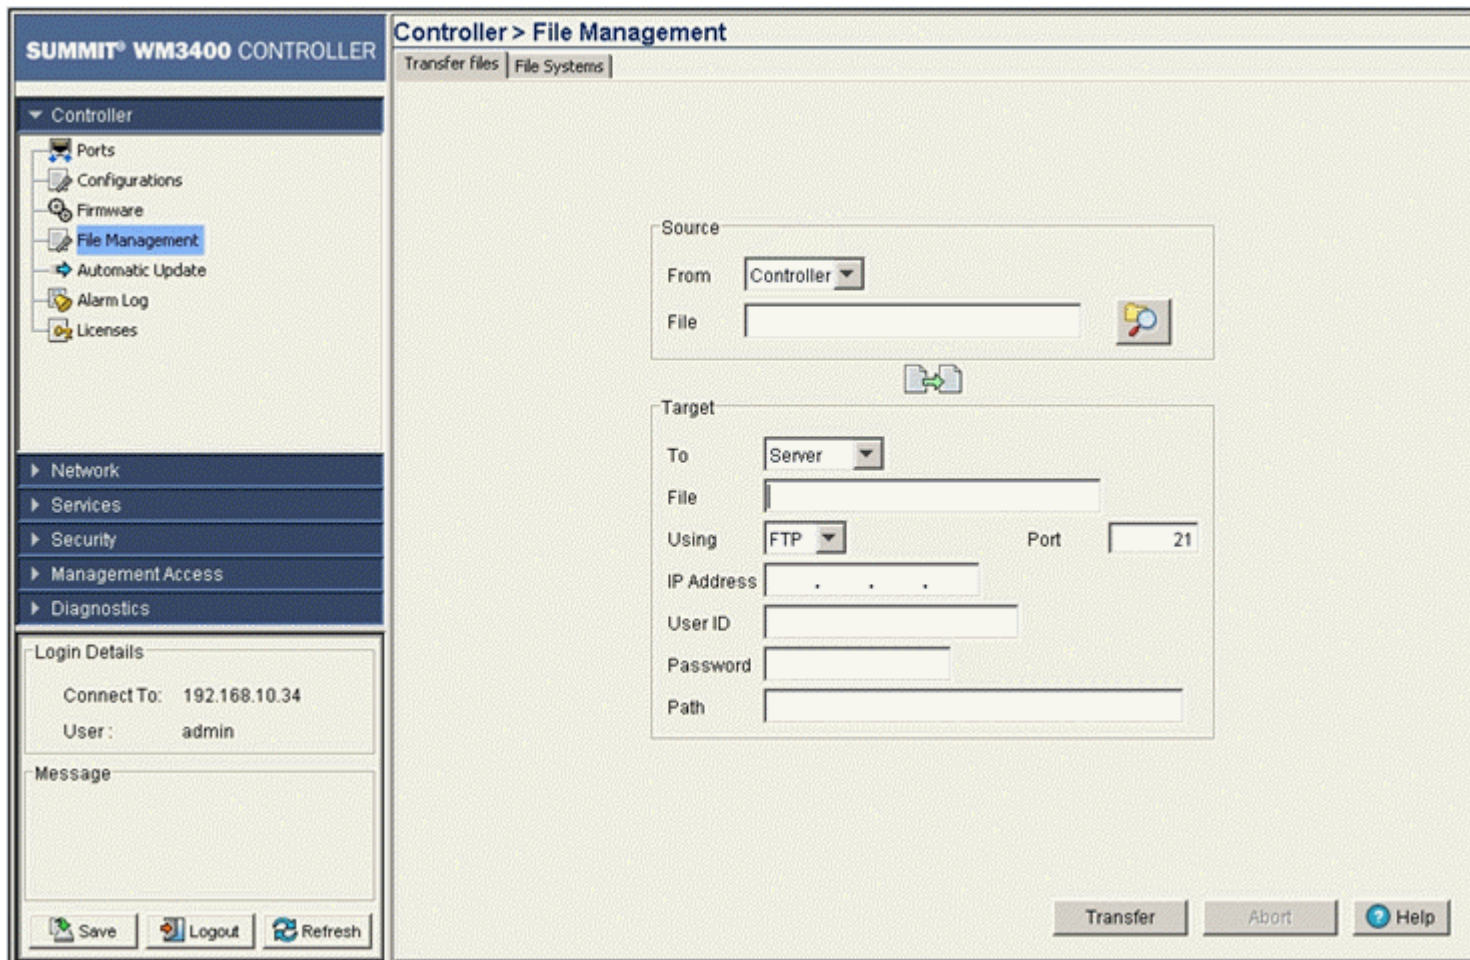 SUMMIT® WM3400 CONTROLLER
Controller
Ports
Configurations
Firmware
File Management
Automatic Update
Alarm Log
Licenses
Network
Services
Security
Management Access
Diagnostics
Login Details
Connect To: 192.168.10.34
User : admin
Message
Save Logout Refresh
Controller > File Management
Transfer files File Systems
Source
From Controller
File
Target
To Server
File
Using FTP Port 21
IP Address . . .
User ID
Password
Path
Transfer Abort Help